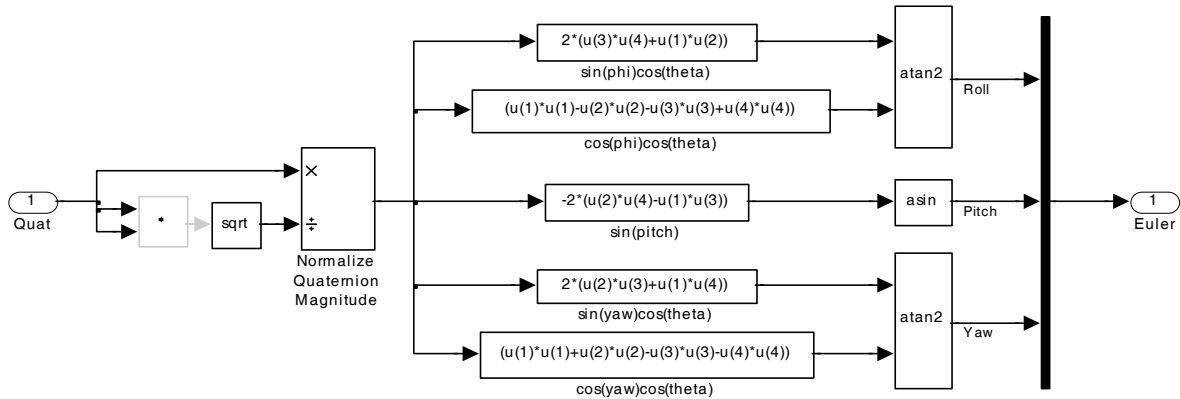 1
Quat
*
sqrt
×
÷
Normalize
Quaternion
Magnitude
2*(u(3)*u(4)+u(1)*u(2))
sin(phi)cos(theta)
(u(1)*u(1)-u(2)*u(2)-u(3)*u(3)+u(4)*u(4))
cos(phi)cos(theta)
-2*(u(2)*u(4)-u(1)*u(3))
sin(pitch)
2*(u(2)*u(3)+u(1)*u(4))
sin(yaw)cos(theta)
(u(1)*u(1)+u(2)*u(2)-u(3)*u(3)-u(4)*u(4))
cos(yaw)cos(theta)
atan2
Roll
asin
Pitch
atan2
Yaw
1
Euler